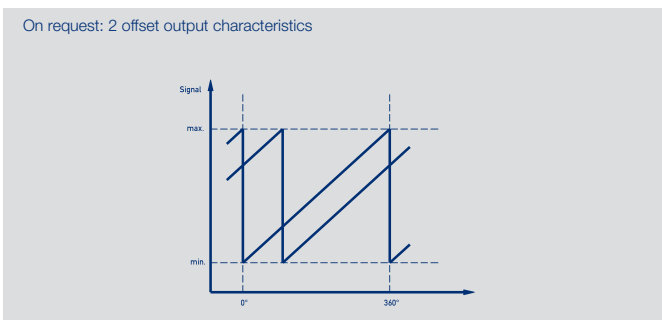 On request: 2 offset output characteristics
Signal
max.
min.
0°
360°